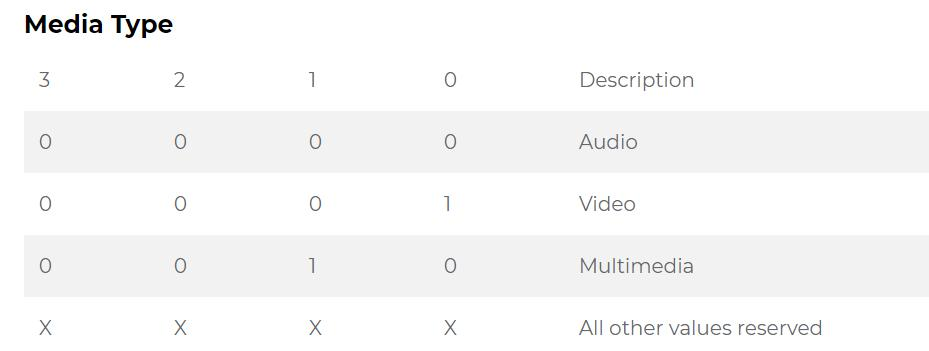 Media Type
3 2 1 0 Description
0 0 0 0 Audio
0 0 0 1 Video
0 0 1 0 Multimedia
X X X X All other values reserved